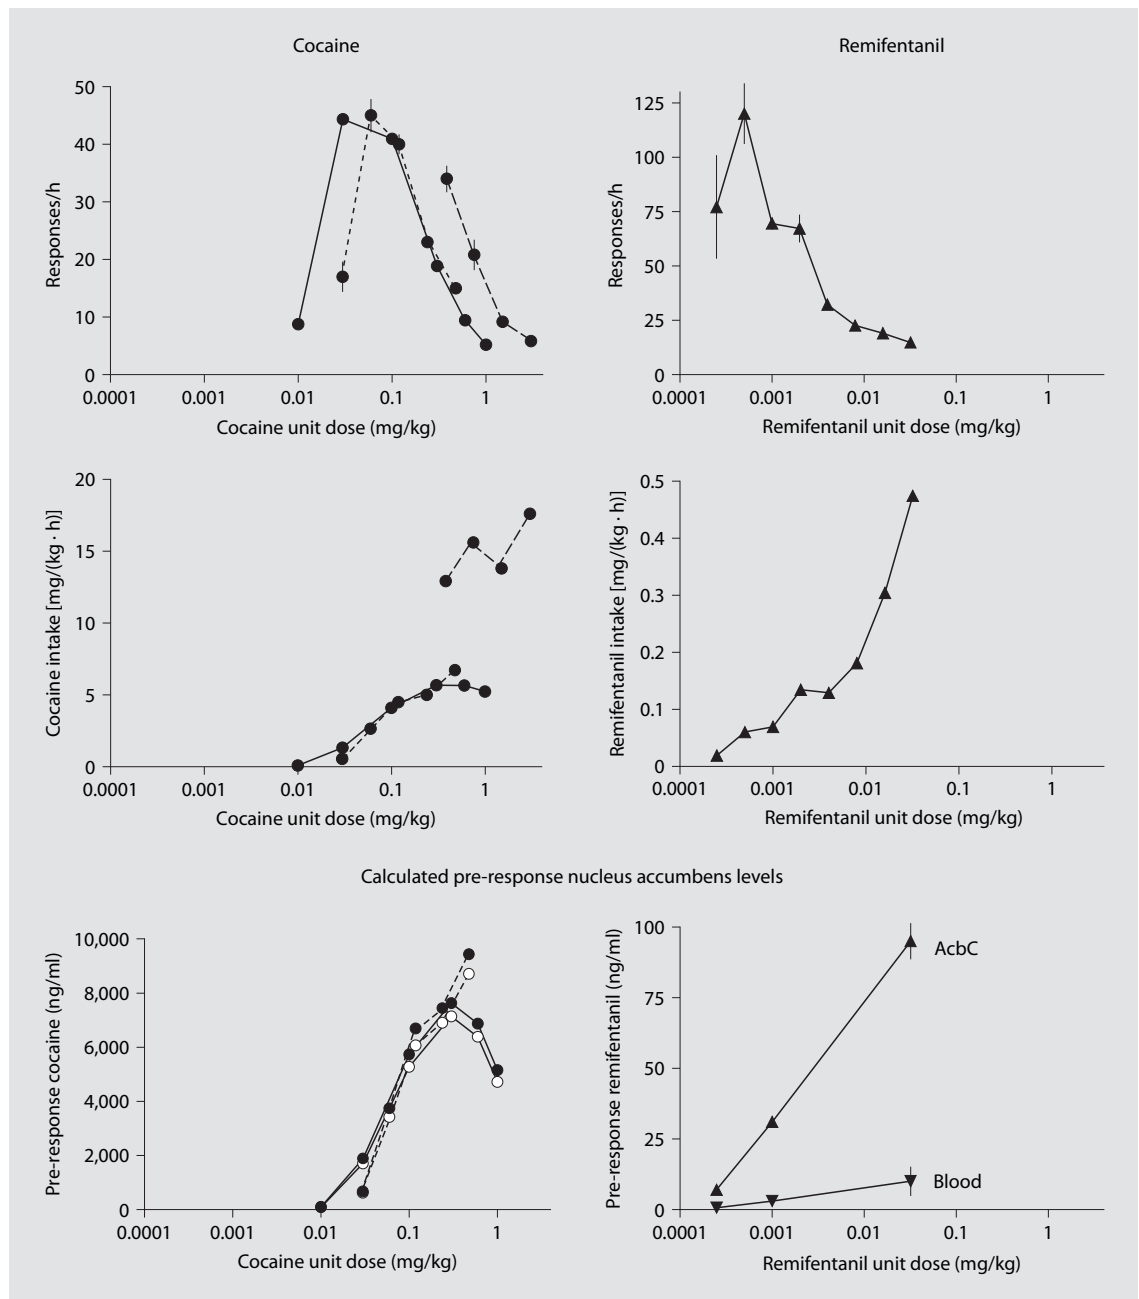 Cocaine
Remifentanil
50
40
30
20
10
0
Responses/h
0.0001 0.001 0.01 0.1 1
Cocaine unit dose (mg/kg)
125
100
75
50
25
0
Responses/h
0.0001 0.001 0.01 0.1 1
Remifentanil unit dose (mg/kg)
20
15
10
5
0
Cocaine intake [mg/(kg · h)]
0.0001 0.001 0.01 0.1 1
Cocaine unit dose (mg/kg)
0.5
0.4
0.3
0.2
0.1
0
Remifentanil intake [mg/(kg · h)]
0.0001 0.001 0.01 0.1 1
Remifentanil unit dose (mg/kg)
Calculated pre-response nucleus accumbens levels
10,000
8,000
6,000
4,000
2,000
0
Pre-response cocaine (ng/ml)
0.0001 0.001 0.01 0.1 1
Cocaine unit dose (mg/kg)
100
75
50
25
0
Pre-response remifentanil (ng/ml)
AcbC
Blood
0.0001 0.001 0.01 0.1 1
Remifentanil unit dose (mg/kg)